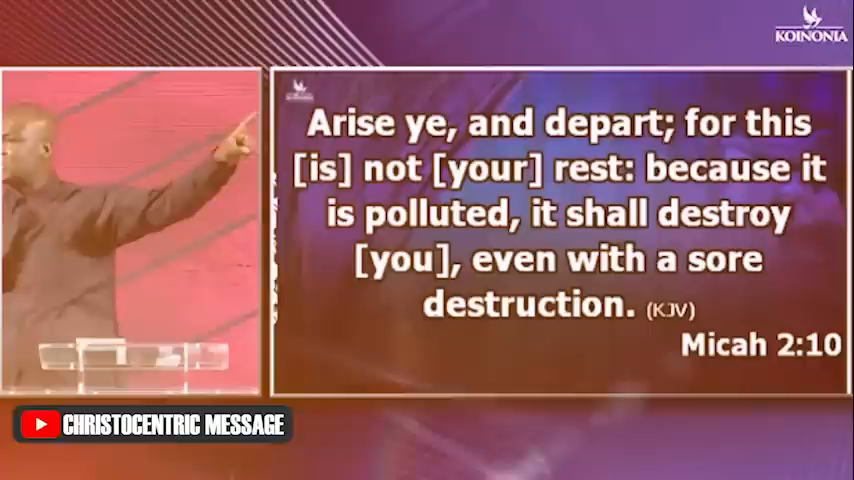 KOINONIA
Arise ye, and depart; for this
[is] not [your] rest: because it
is polluted, it shall destroy
[you], even with a sore
destruction. (KJV)
Micah 2:10
CHRISTOCENTRIC MESSAGE